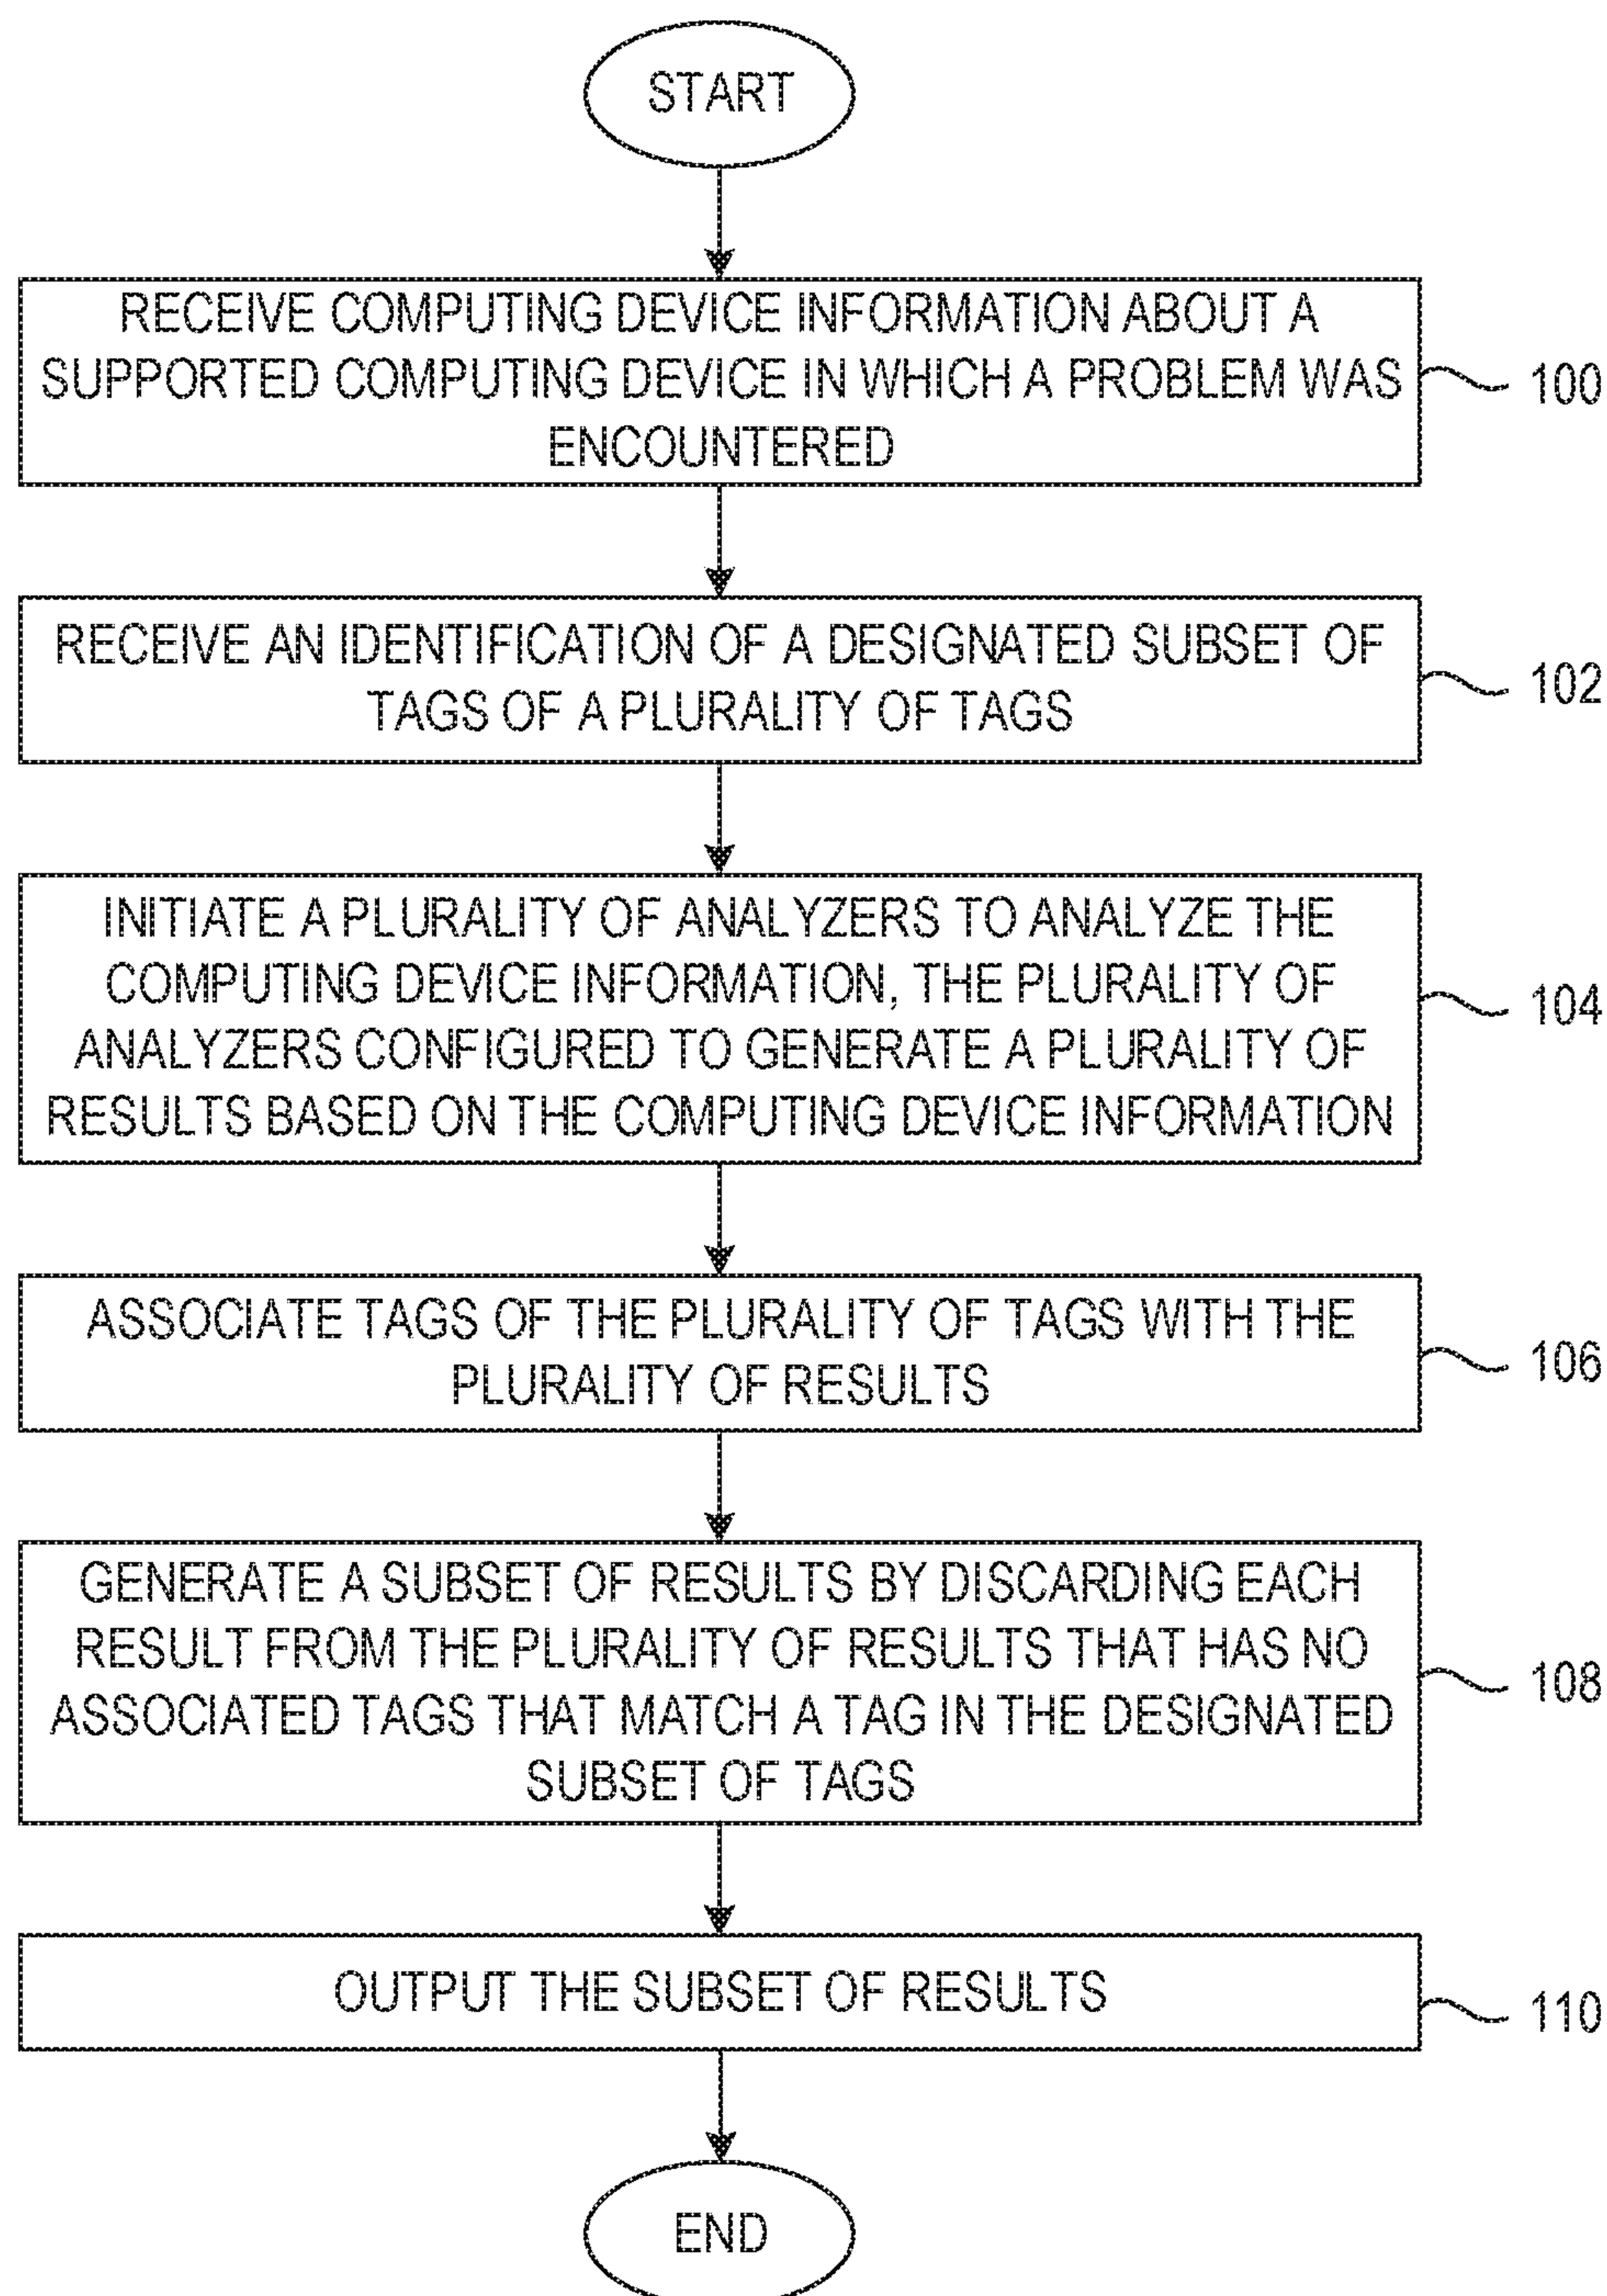 START
RECEIVE COMPUTING DEVICE INFORMATION ABOUT A
SUPPORTED COMPUTING DEVICE IN WHICH A PROBLEM WAS
ENCOUNTERED
100
RECEIVE AN IDENTIFICATION OF A DESIGNATED SUBSET OF
TAGS OF A PLURALITY OF TAGS
102
INITIATE A PLURALITY OF ANALYZERS TO ANALYZE THE
COMPUTING DEVICE INFORMATION, THE PLURALITY OF
ANALYZERS CONFIGURED TO GENERATE A PLURALITY OF
RESULTS BASED ON THE COMPUTING DEVICE INFORMATION
104
ASSOCIATE TAGS OF THE PLURALITY OF TAGS WITH THE
PLURALITY OF RESULTS
106
GENERATE A SUBSET OF RESULTS BY DISCARDING EACH
RESULT FROM THE PLURALITY OF RESULTS THAT HAS NO
ASSOCIATED TAGS THAT MATCH A TAG IN THE DESIGNATED
SUBSET OF TAGS
108
OUTPUT THE SUBSET OF RESULTS
110
END